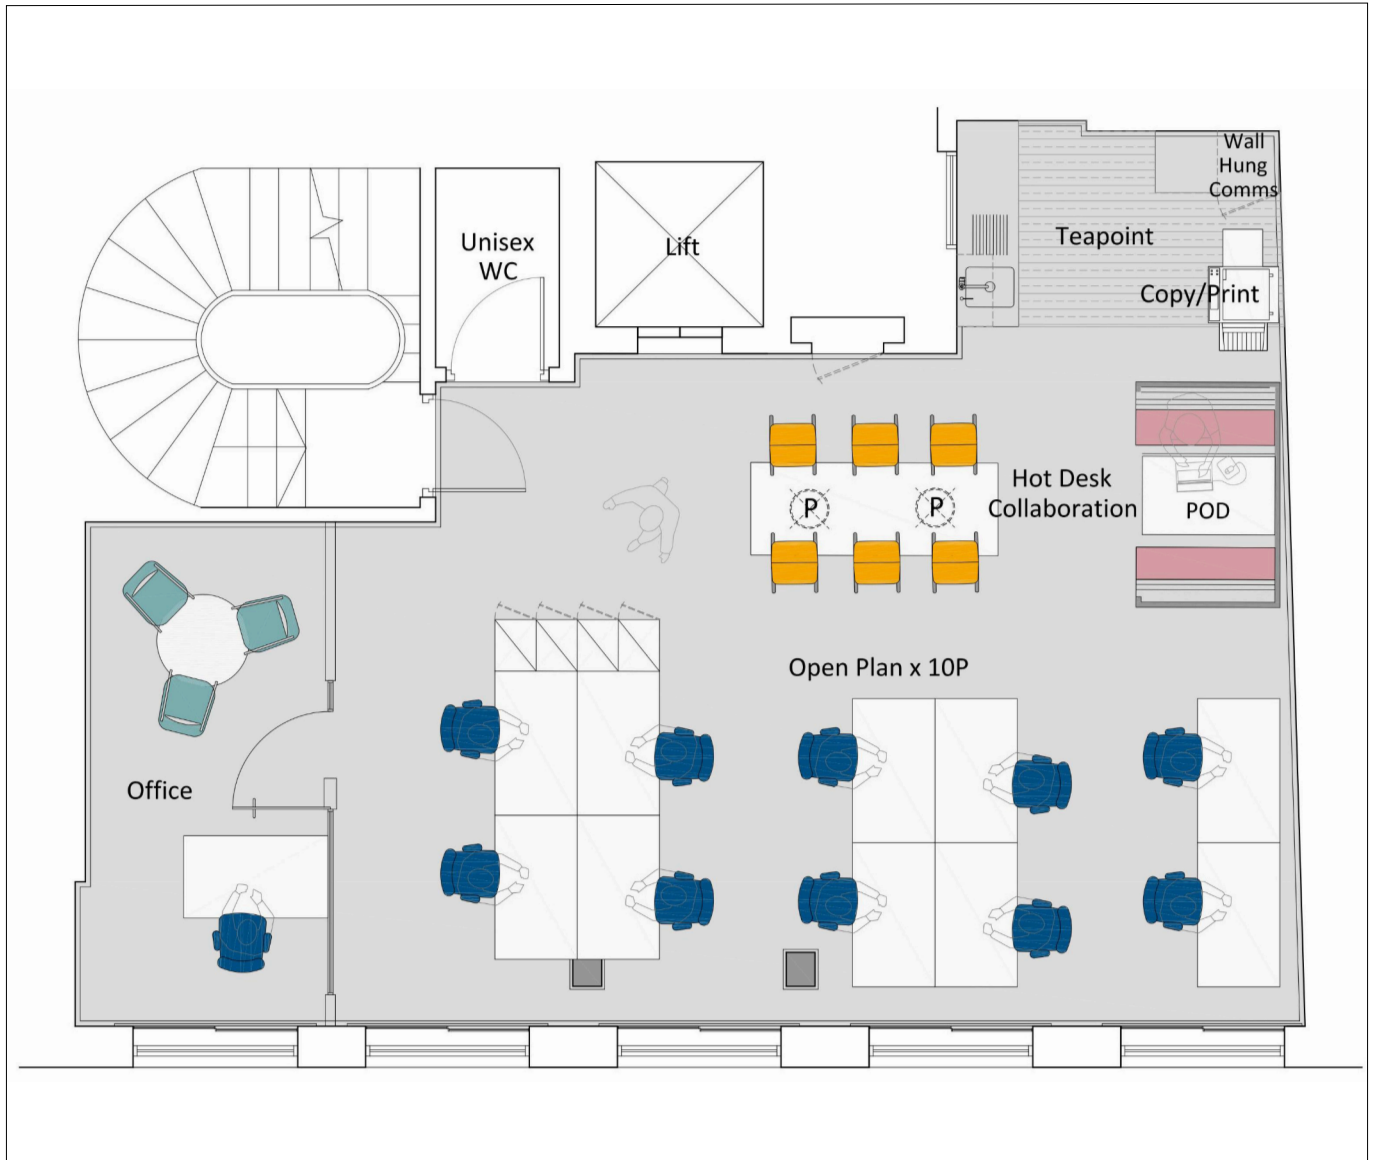 Wall
Hung
Comms
Unisex
WC
Lift
Teapoint
Copy/Print
Hot Desk
Collaboration
P
P
POD
Open Plan x 10P
Office